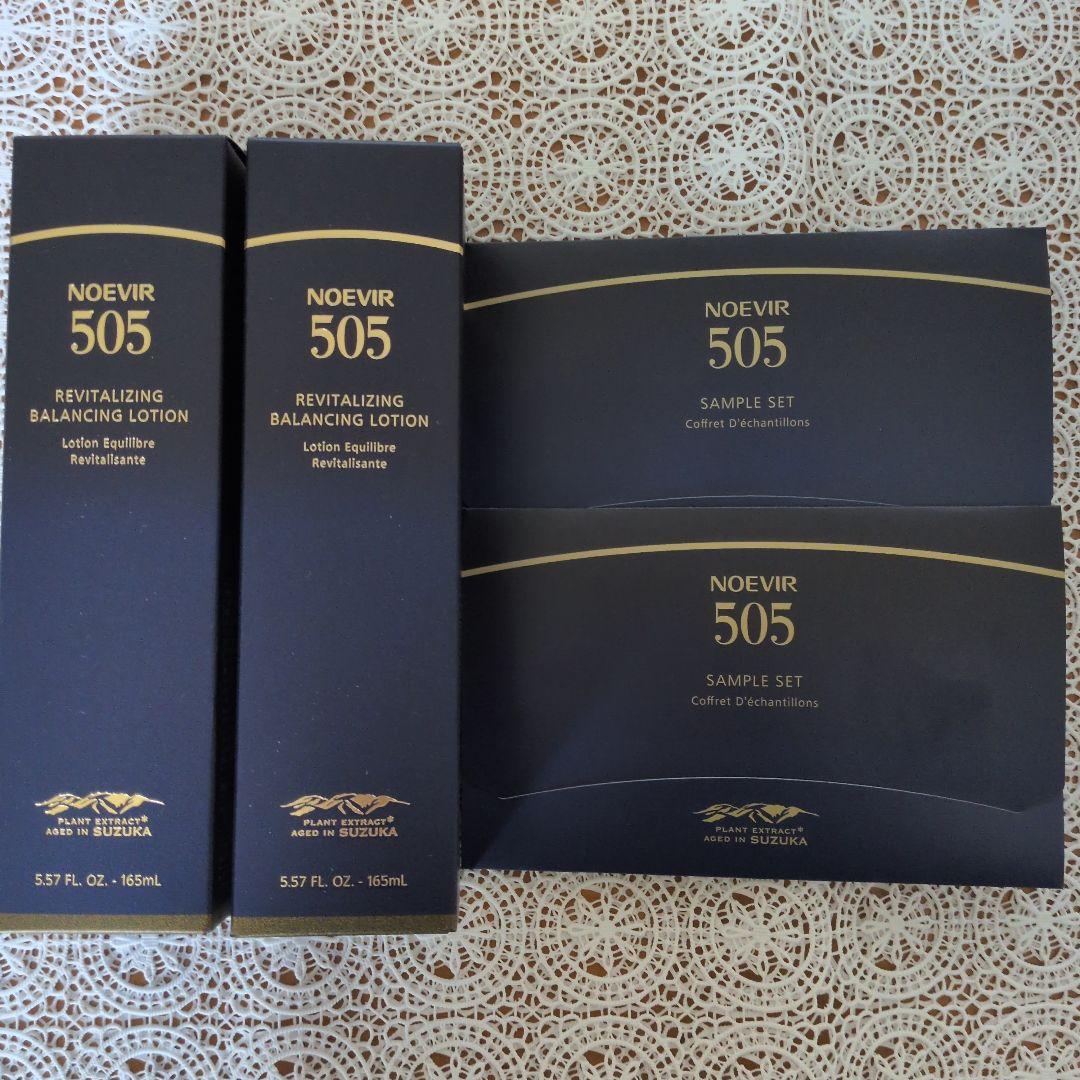 NOEVIR
505
REVITALIZING
BALANCING LOTION
Lotion Equilibre
Revitalisante
PLANT EXTRACT*
AGED IN SUZUKA
5.57 FL. OZ. - 165mL
NOEVIR
505
REVITALIZING
BALANCING LOTION
Lotion Equilibre
Revitalisante
PLANT EXTRACT*
AGED IN SUZUKA
5.57 FL. OZ. - 165mL
NOEVIR
505
SAMPLE SET
Coffret D'échantillons
NOEVIR
505
SAMPLE SET
Coffret D'échantillons
PLANT EXTRACT*
AGED IN SUZUKA